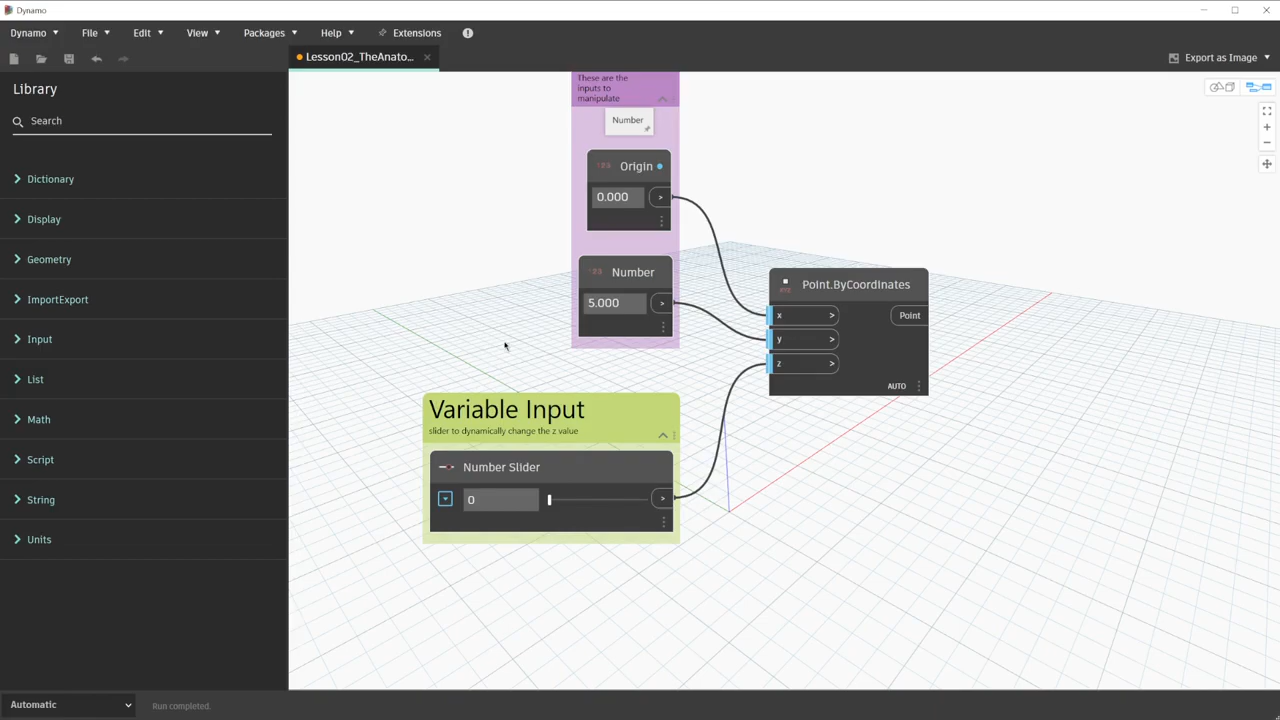 Dynamo
Dynamo File Edit View Packages Help Extensions
Lesson02_TheAnato...
Export as Image
Library
Search
Dictionary
Display
Geometry
ImportExport
Input
List
Math
Script
String
Units
These are the
inputs to
manipulate
Number
123 Origin
0.000 >
123 Number
5.000 >
Point.ByCoordinates
x > Point
y >
z >
AUTO
Variable Input
slider to dynamically change the z value
Number Slider
0 >
Automatic
Run completed.